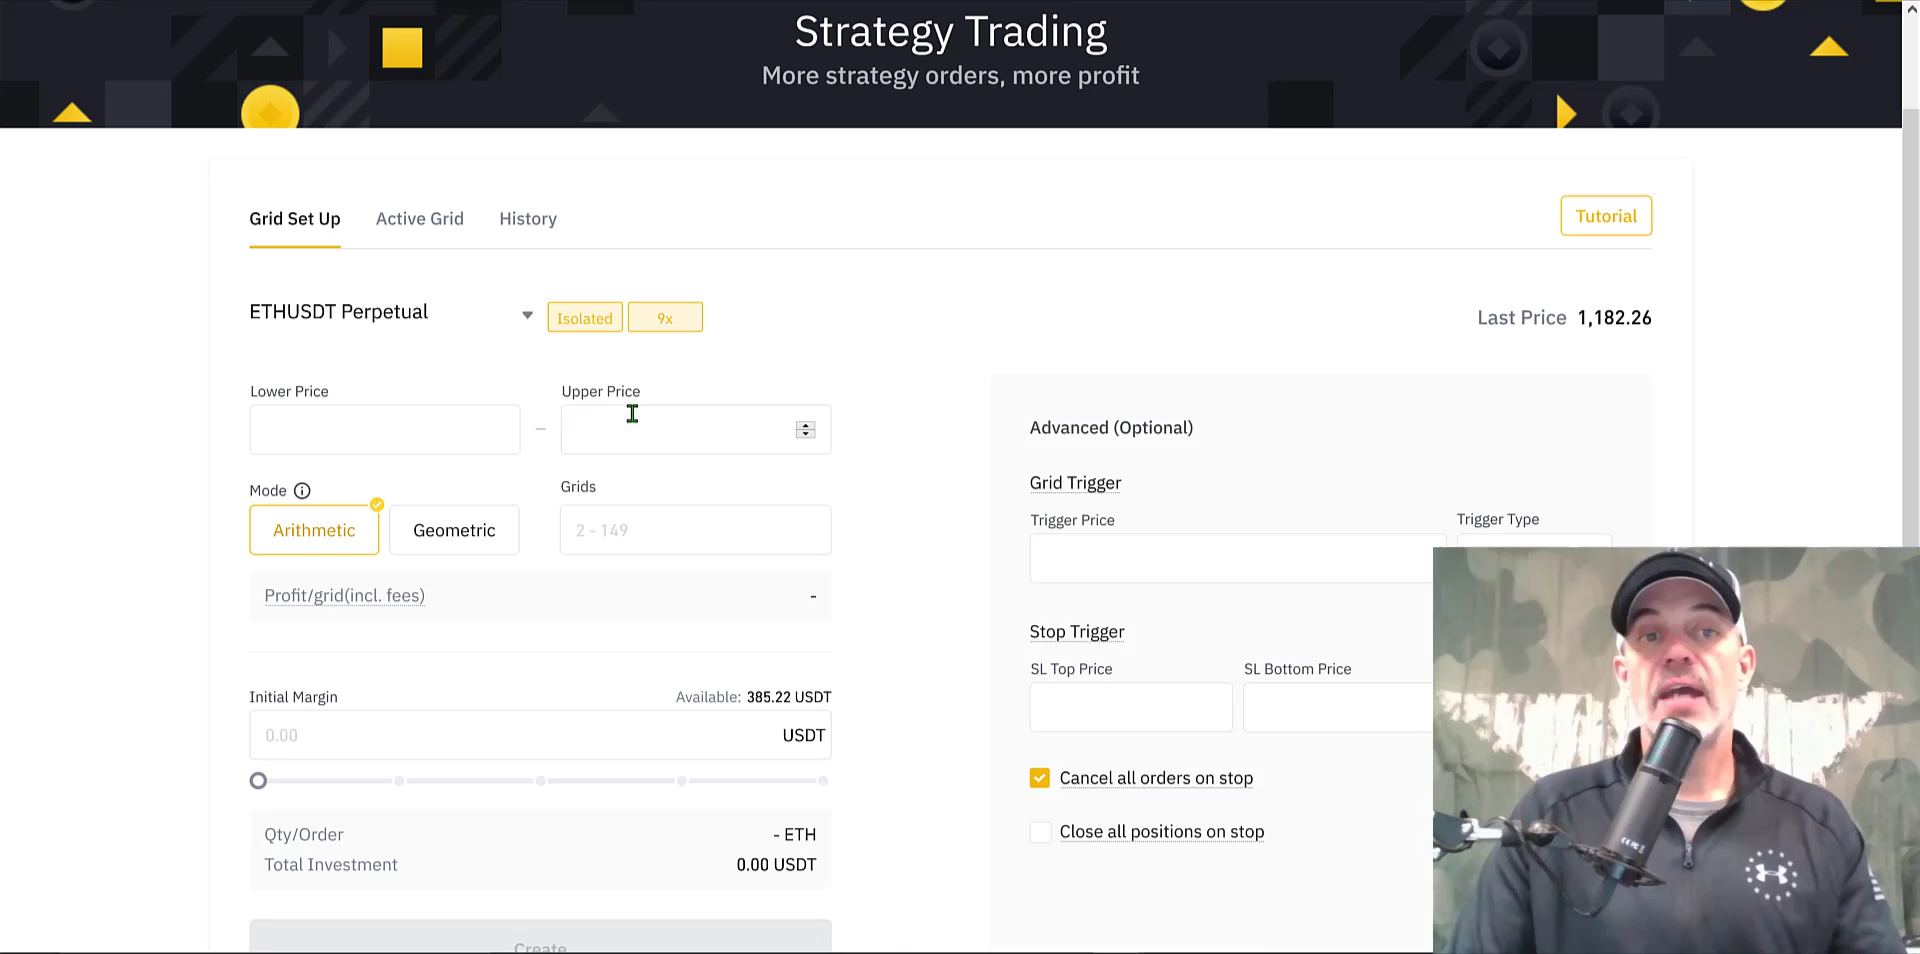 Strategy Trading
More strategy orders, more profit
Grid Set Up
Active Grid
History
Tutorial
ETHUSDT Perpetual
Isolated
9x
Last Price 1,182.26
Lower Price
Upper Price
–
Mode
Arithmetic
Geometric
Grids
2 - 149
Profit/grid(incl. fees)
-
Initial Margin
Available: 385.22 USDT
0.00
USDT
Qty/Order
- ETH
Total Investment
0.00 USDT
Create
Advanced (Optional)
Grid Trigger
Trigger Price
Trigger Type
Stop Trigger
SL Top Price
SL Bottom Price
Cancel all orders on stop
Close all positions on stop